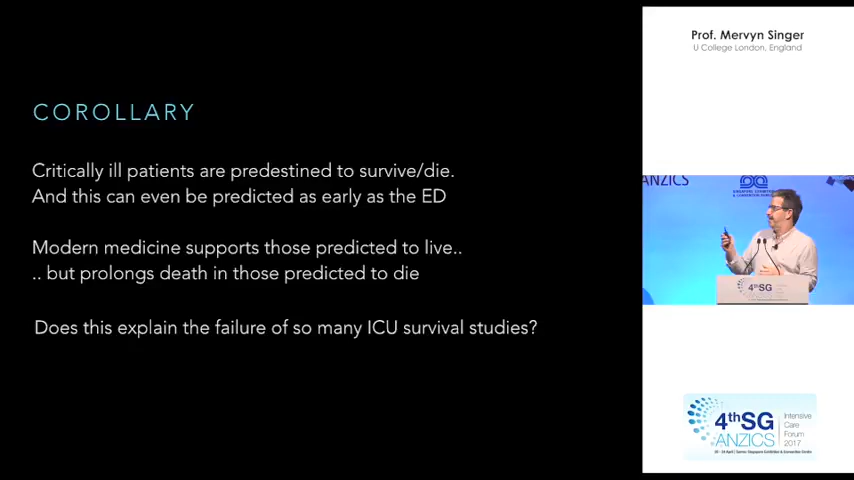 Prof. Mervyn Singer
U College London, England
COROLLARY
Critically ill patients are predestined to survive/die.
And this can even be predicted as early as the ED
Modern medicine supports those predicted to live..
.. but prolongs death in those predicted to die
Does this explain the failure of so many ICU survival studies?
ANZICS
4thSG
4thSG
ANZICS
Intensive
Care
Forum
2017